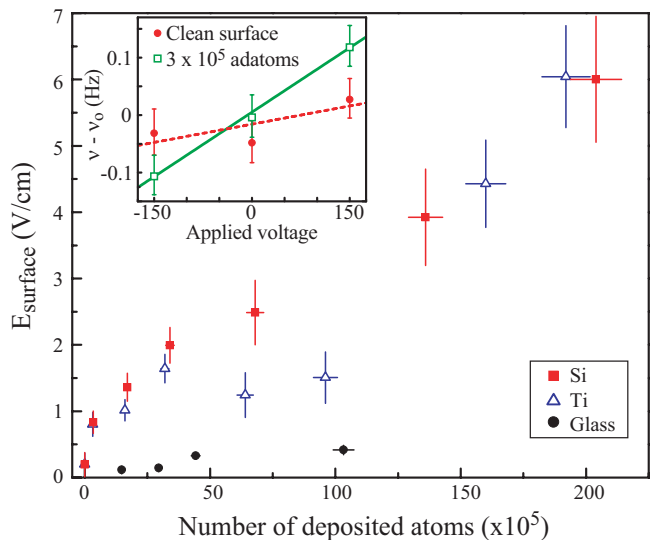 7
6
5
4
3
2
1
0
E_surface (V/cm)
0
50
100
150
200
Number of deposited atoms (x10⁵)
Clean surface
3 x 10⁵ adatoms
0.1
0
-0.1
ν - ν₀ (Hz)
-150
0
150
Applied voltage
Si
Ti
Glass